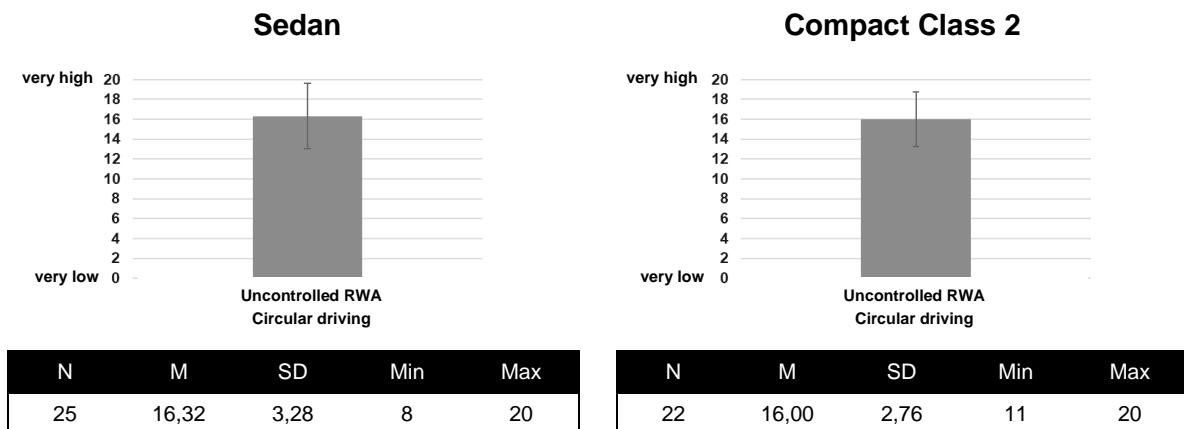 Sedan
very high 20
18
16
14
12
10
8
6
4
2
very low 0
Uncontrolled RWA
Circular driving
N M SD Min Max
25 16,32 3,28 8 20
Compact Class 2
very high 20
18
16
14
12
10
8
6
4
2
very low 0
Uncontrolled RWA
Circular driving
N M SD Min Max
22 16,00 2,76 11 20